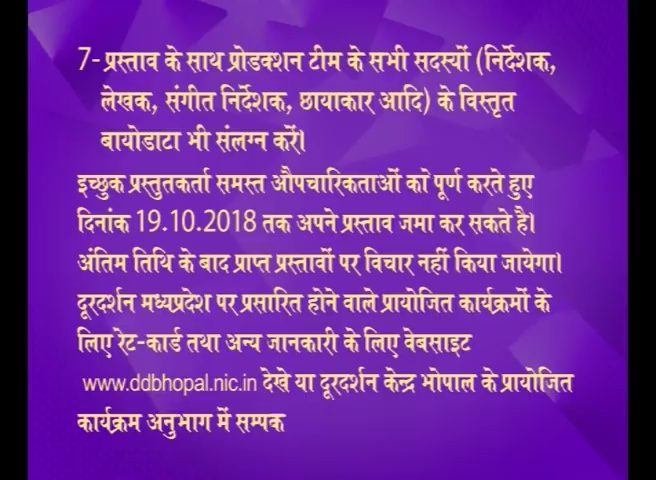 7- प्रस्ताव के साथ प्रोडक्शन टीम के सभी सदस्यों (निर्देशक,
लेखक, संगीत निर्देशक, छायाकार आदि) के विस्तृत
बायोडाटा भी संलग्न करें।
इच्छुक प्रस्तुतकर्ता समस्त औपचारिकताओं को पूर्ण करते हुए
दिनांक 19.10.2018 तक अपने प्रस्ताव जमा कर सकते है।
अंतिम तिथि के बाद प्राप्त प्रस्तावों पर विचार नहीं किया जायेगा।
दूरदर्शन मध्यप्रदेश पर प्रसारित होने वाले प्रायोजित कार्यक्रमों के
लिए रेट-कार्ड तथा अन्य जानकारी के लिए वेबसाइट
www.ddbhopal.nic.in देखे या दूरदर्शन केन्द्र भोपाल के प्रायोजित
कार्यक्रम अनुभाग में सम्पक